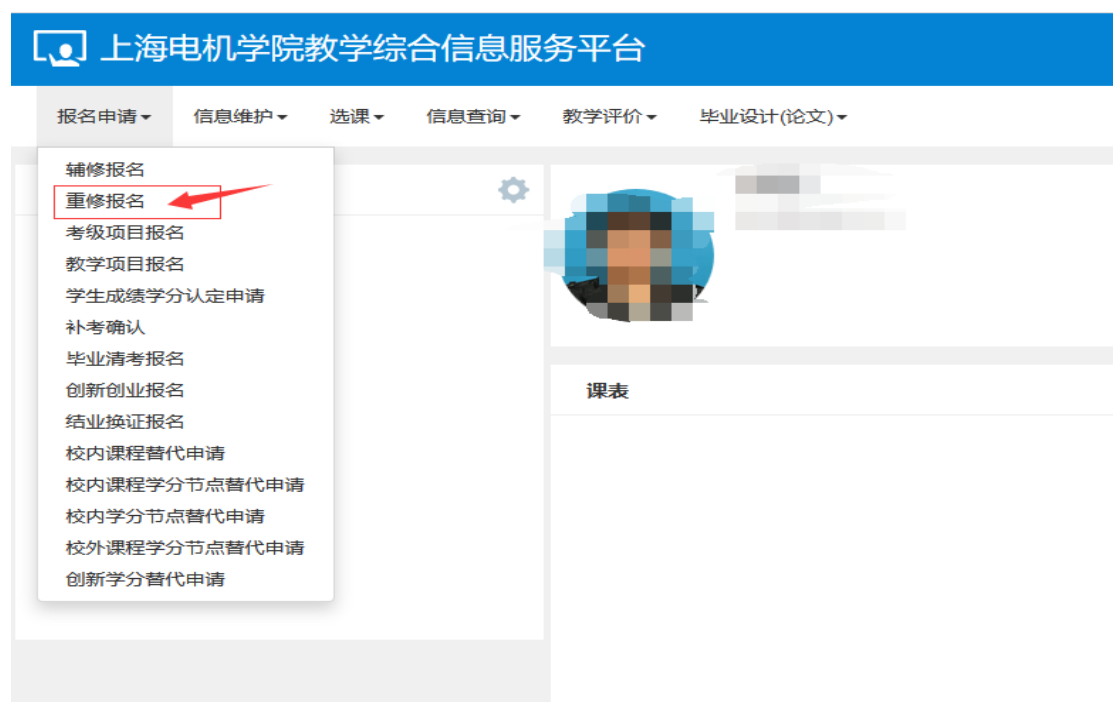 上海电机学院教学综合信息服务平台
报名申请 信息维护 选课 信息查询 教学评价 毕业设计(论文)
辅修报名
重修报名
考级项目报名
教学项目报名
学生成绩学分认定申请
补考确认
毕业清考报名
创新创业报名
结业换证报名
校内课程替代申请
校内课程学分节点替代申请
校内学分节点替代申请
校外课程学分节点替代申请
创新学分替代申请
课表